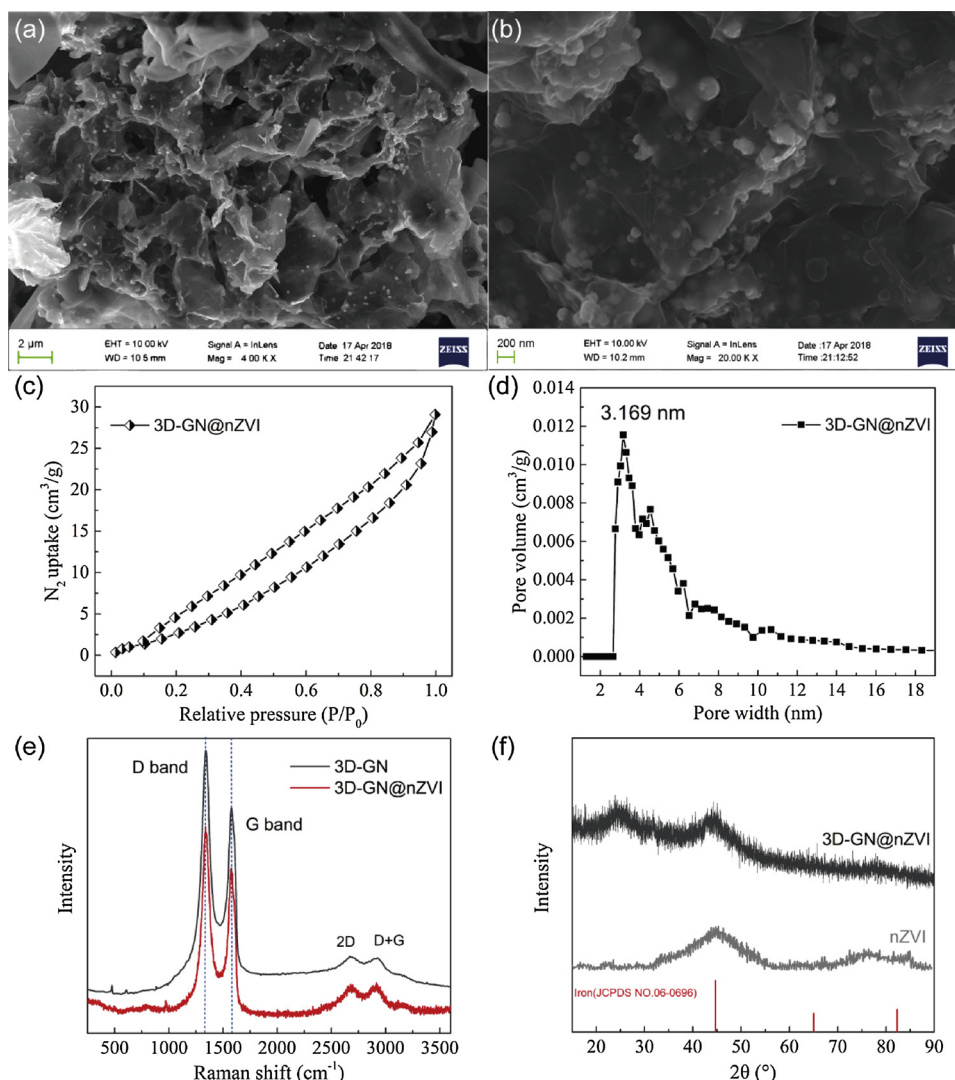 (a)
2 µm
EHT = 10.00 kV
WD = 10.5 mm
Signal A = InLens
Mag = 4.00 K X
Date 17 Apr 2018
Time 21 42 17
ZEISS
(b)
200 nm
EHT = 10.00 kV
WD = 10.2 mm
Signal A = InLens
Mag = 20.00 K X
Date :17 Apr 2018
Time :21:12:52
ZEISS
(c)
3D-GN@nZVI
N2 uptake (cm3/g)
30
25
20
15
10
5
0
0.0 0.2 0.4 0.6 0.8 1.0
Relative pressure (P/P0)
(d)
3.169 nm
3D-GN@nZVI
Pore volume (cm3/g)
0.014
0.012
0.010
0.008
0.006
0.004
0.002
0.000
2 4 6 8 10 12 14 16 18
Pore width (nm)
(e)
D band
G band
3D-GN
3D-GN@nZVI
2D
D+G
Intensity
500 1000 1500 2000 2500 3000 3500
Raman shift (cm-1)
(f)
3D-GN@nZVI
nZVI
Iron(JCPDS NO.06-0696)
Intensity
20 30 40 50 60 70 80 90
2θ (°)